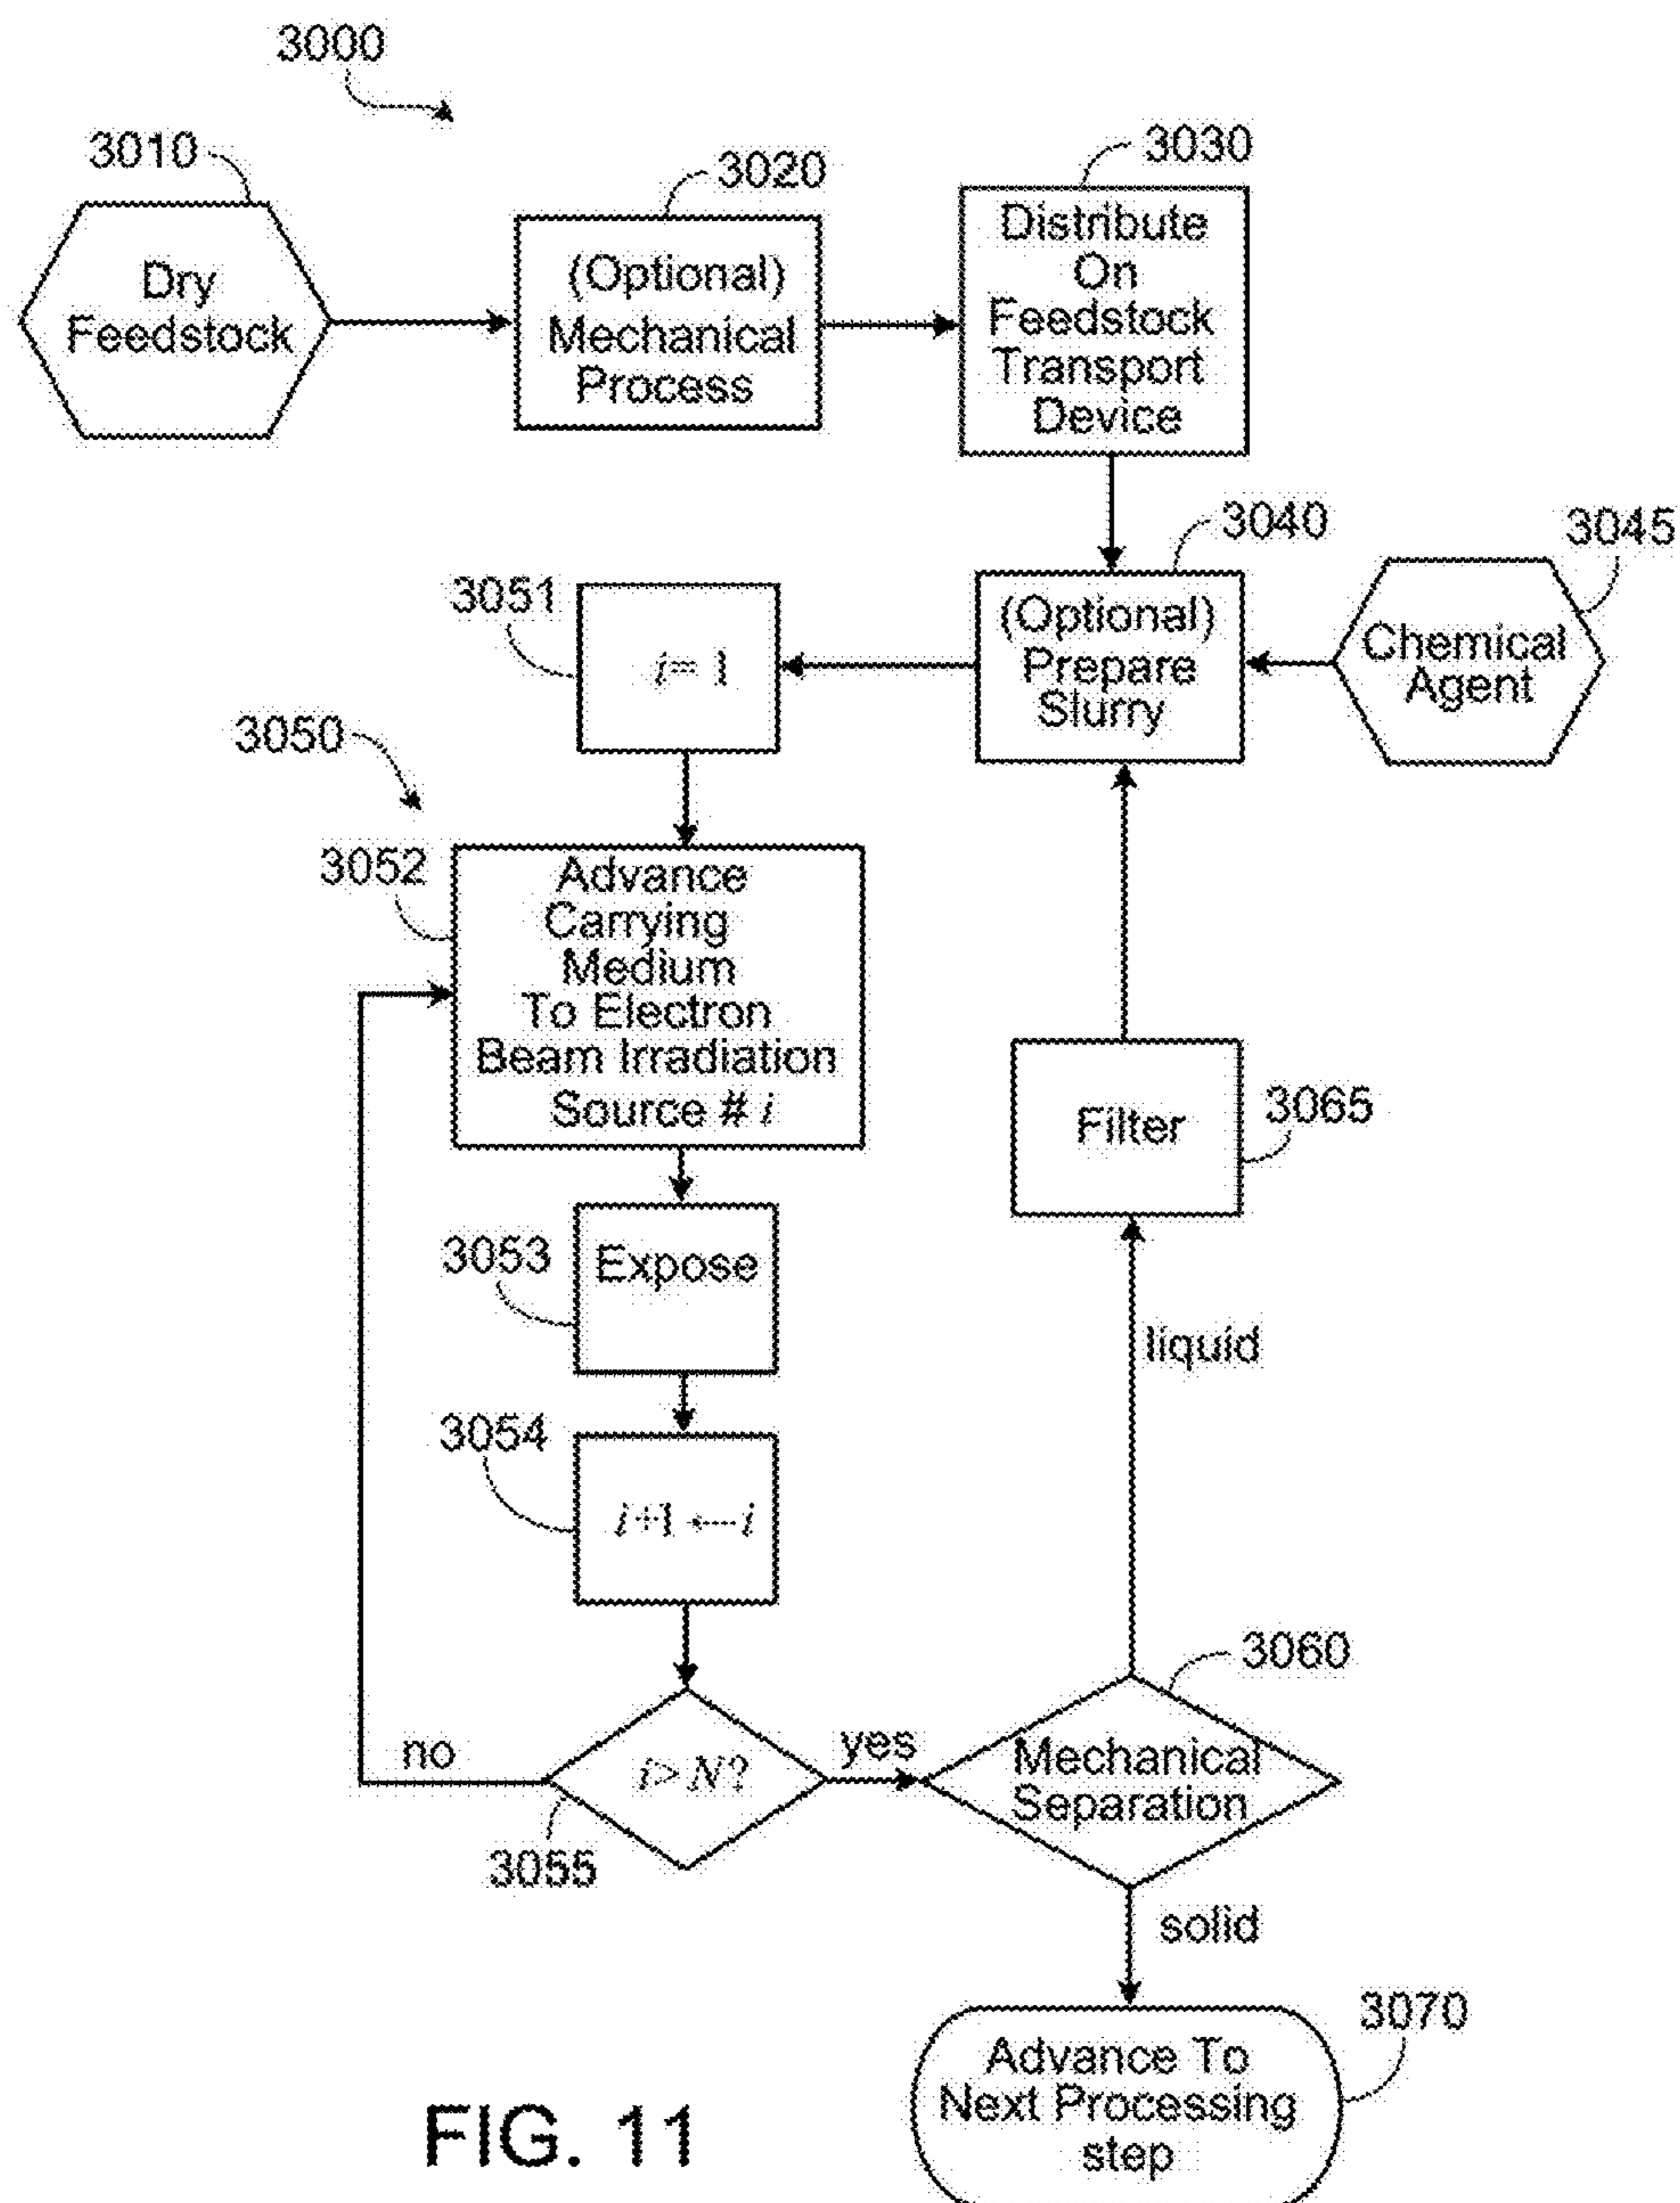 3000
3010
Dry
Feedstock
3020
(Optional)
Mechanical
Process
3030
Distribute
On
Feedstock
Transport
Device
3040
(Optional)
Prepare
Slurry
3045
Chemical
Agent
3051
i= 1
3050
3052
Advance
Carrying
Medium
To Electron
Beam Irradiation
Source # i
3053
Expose
3054
i+1 ←i
3055
i> N?
no
yes
3060
Mechanical
Separation
liquid
3065
Filter
solid
3070
Advance To
Next Processing
step
FIG. 11